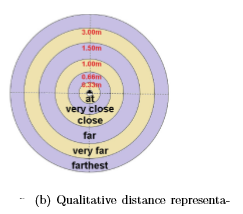 3.00m
1.50m
1.00m
0.66m
0.33m
at
very close
close
far
very far
farthest
(b) Qualitative distance representa-